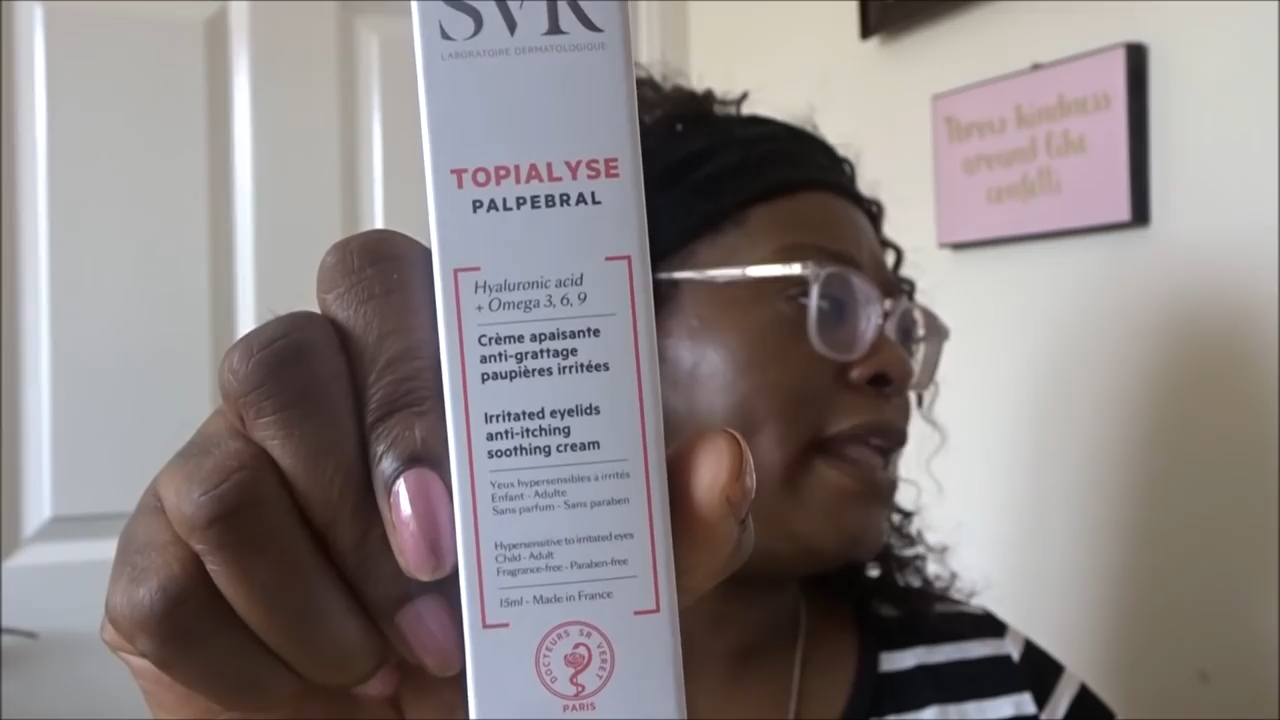 SVR
LABORATOIRE DERMATOLOGIQUE
TOPIALYSE
PALPEBRAL
Hyaluronic acid
+ Omega 3, 6, 9
Crème apaisante
anti-grattage
paupières irritées
Irritated eyelids
anti-itching
soothing cream
Yeux hypersensibles à irrités
Enfant - Adulte
Sans parfum - Sans paraben
Hypersensitive to irritated eyes
Child - Adult
Fragrance-free - Paraben-free
15ml - Made in France
DOCTEURS SR VERET
PARIS
Throw kindness
around like
confetti